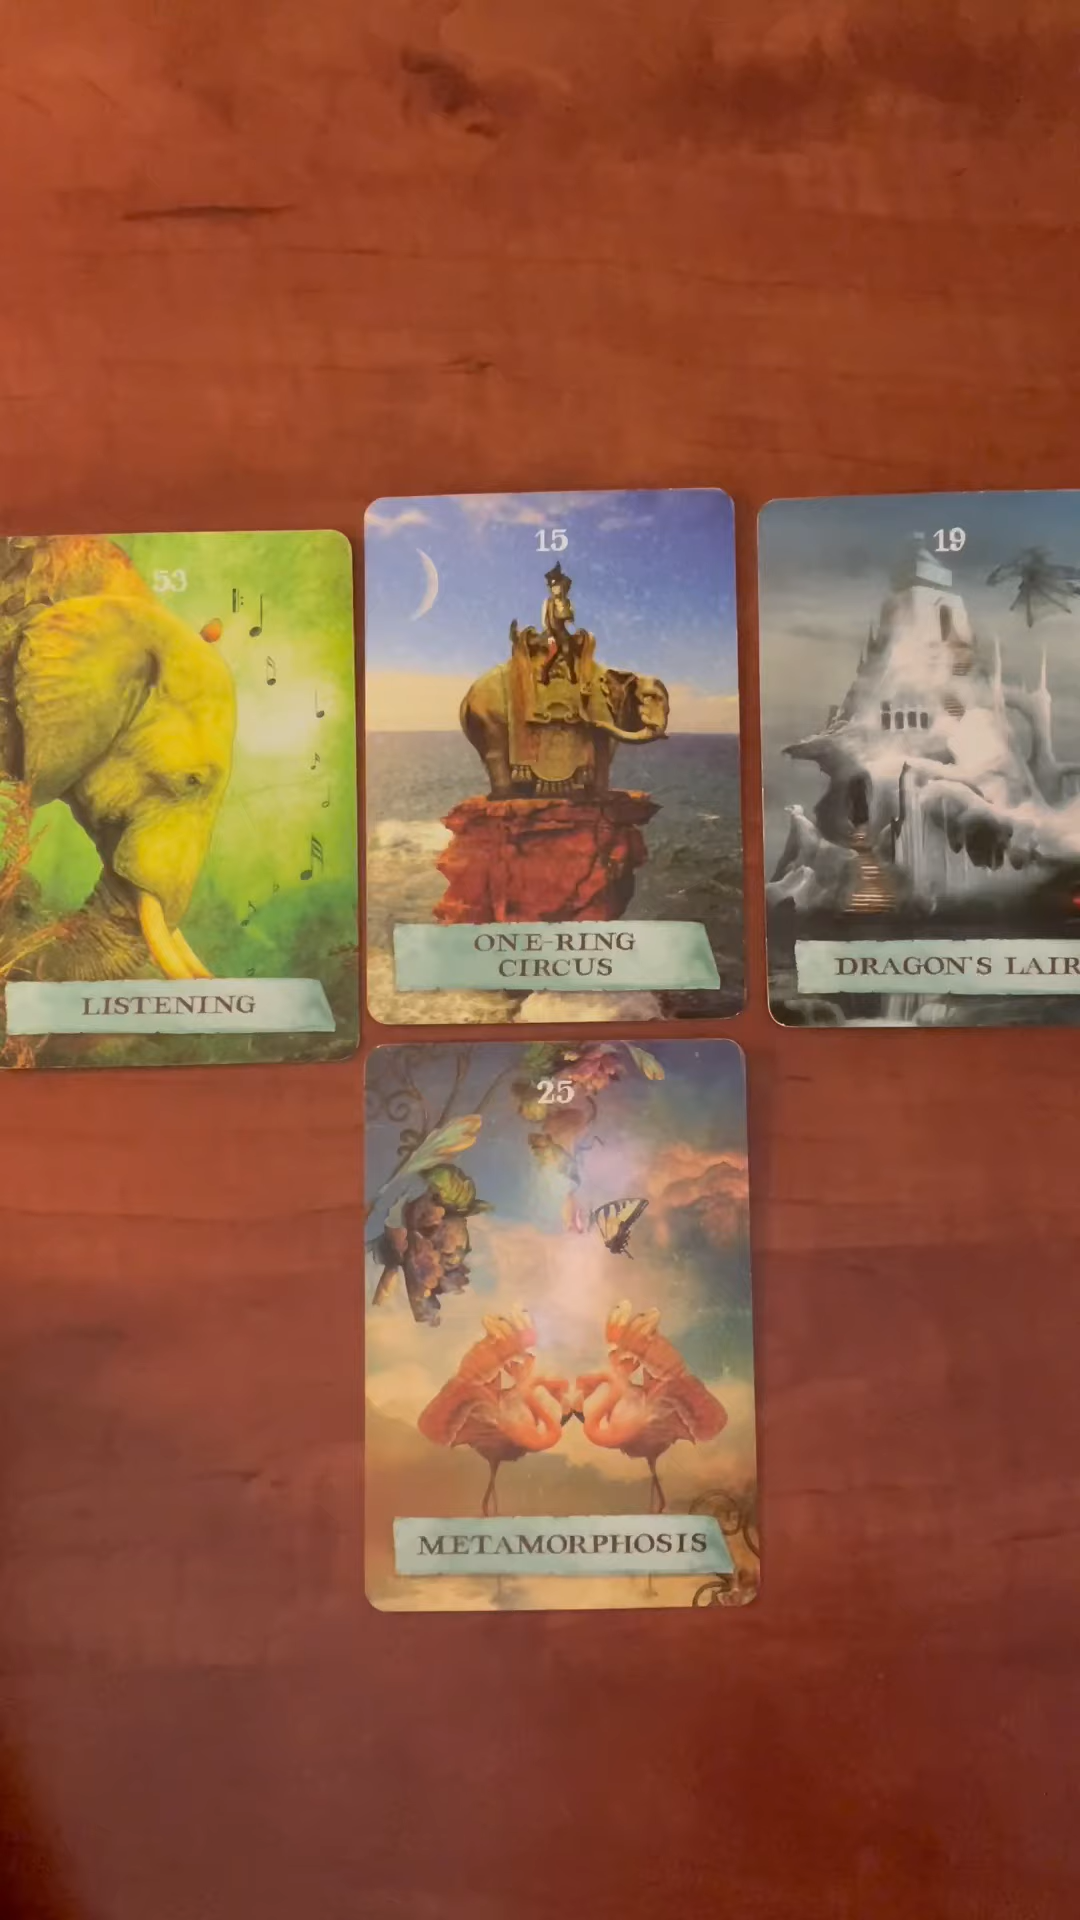 53
LISTENING
15
ONE-RING
CIRCUS
19
DRAGON'S LAIR
25
METAMORPHOSIS